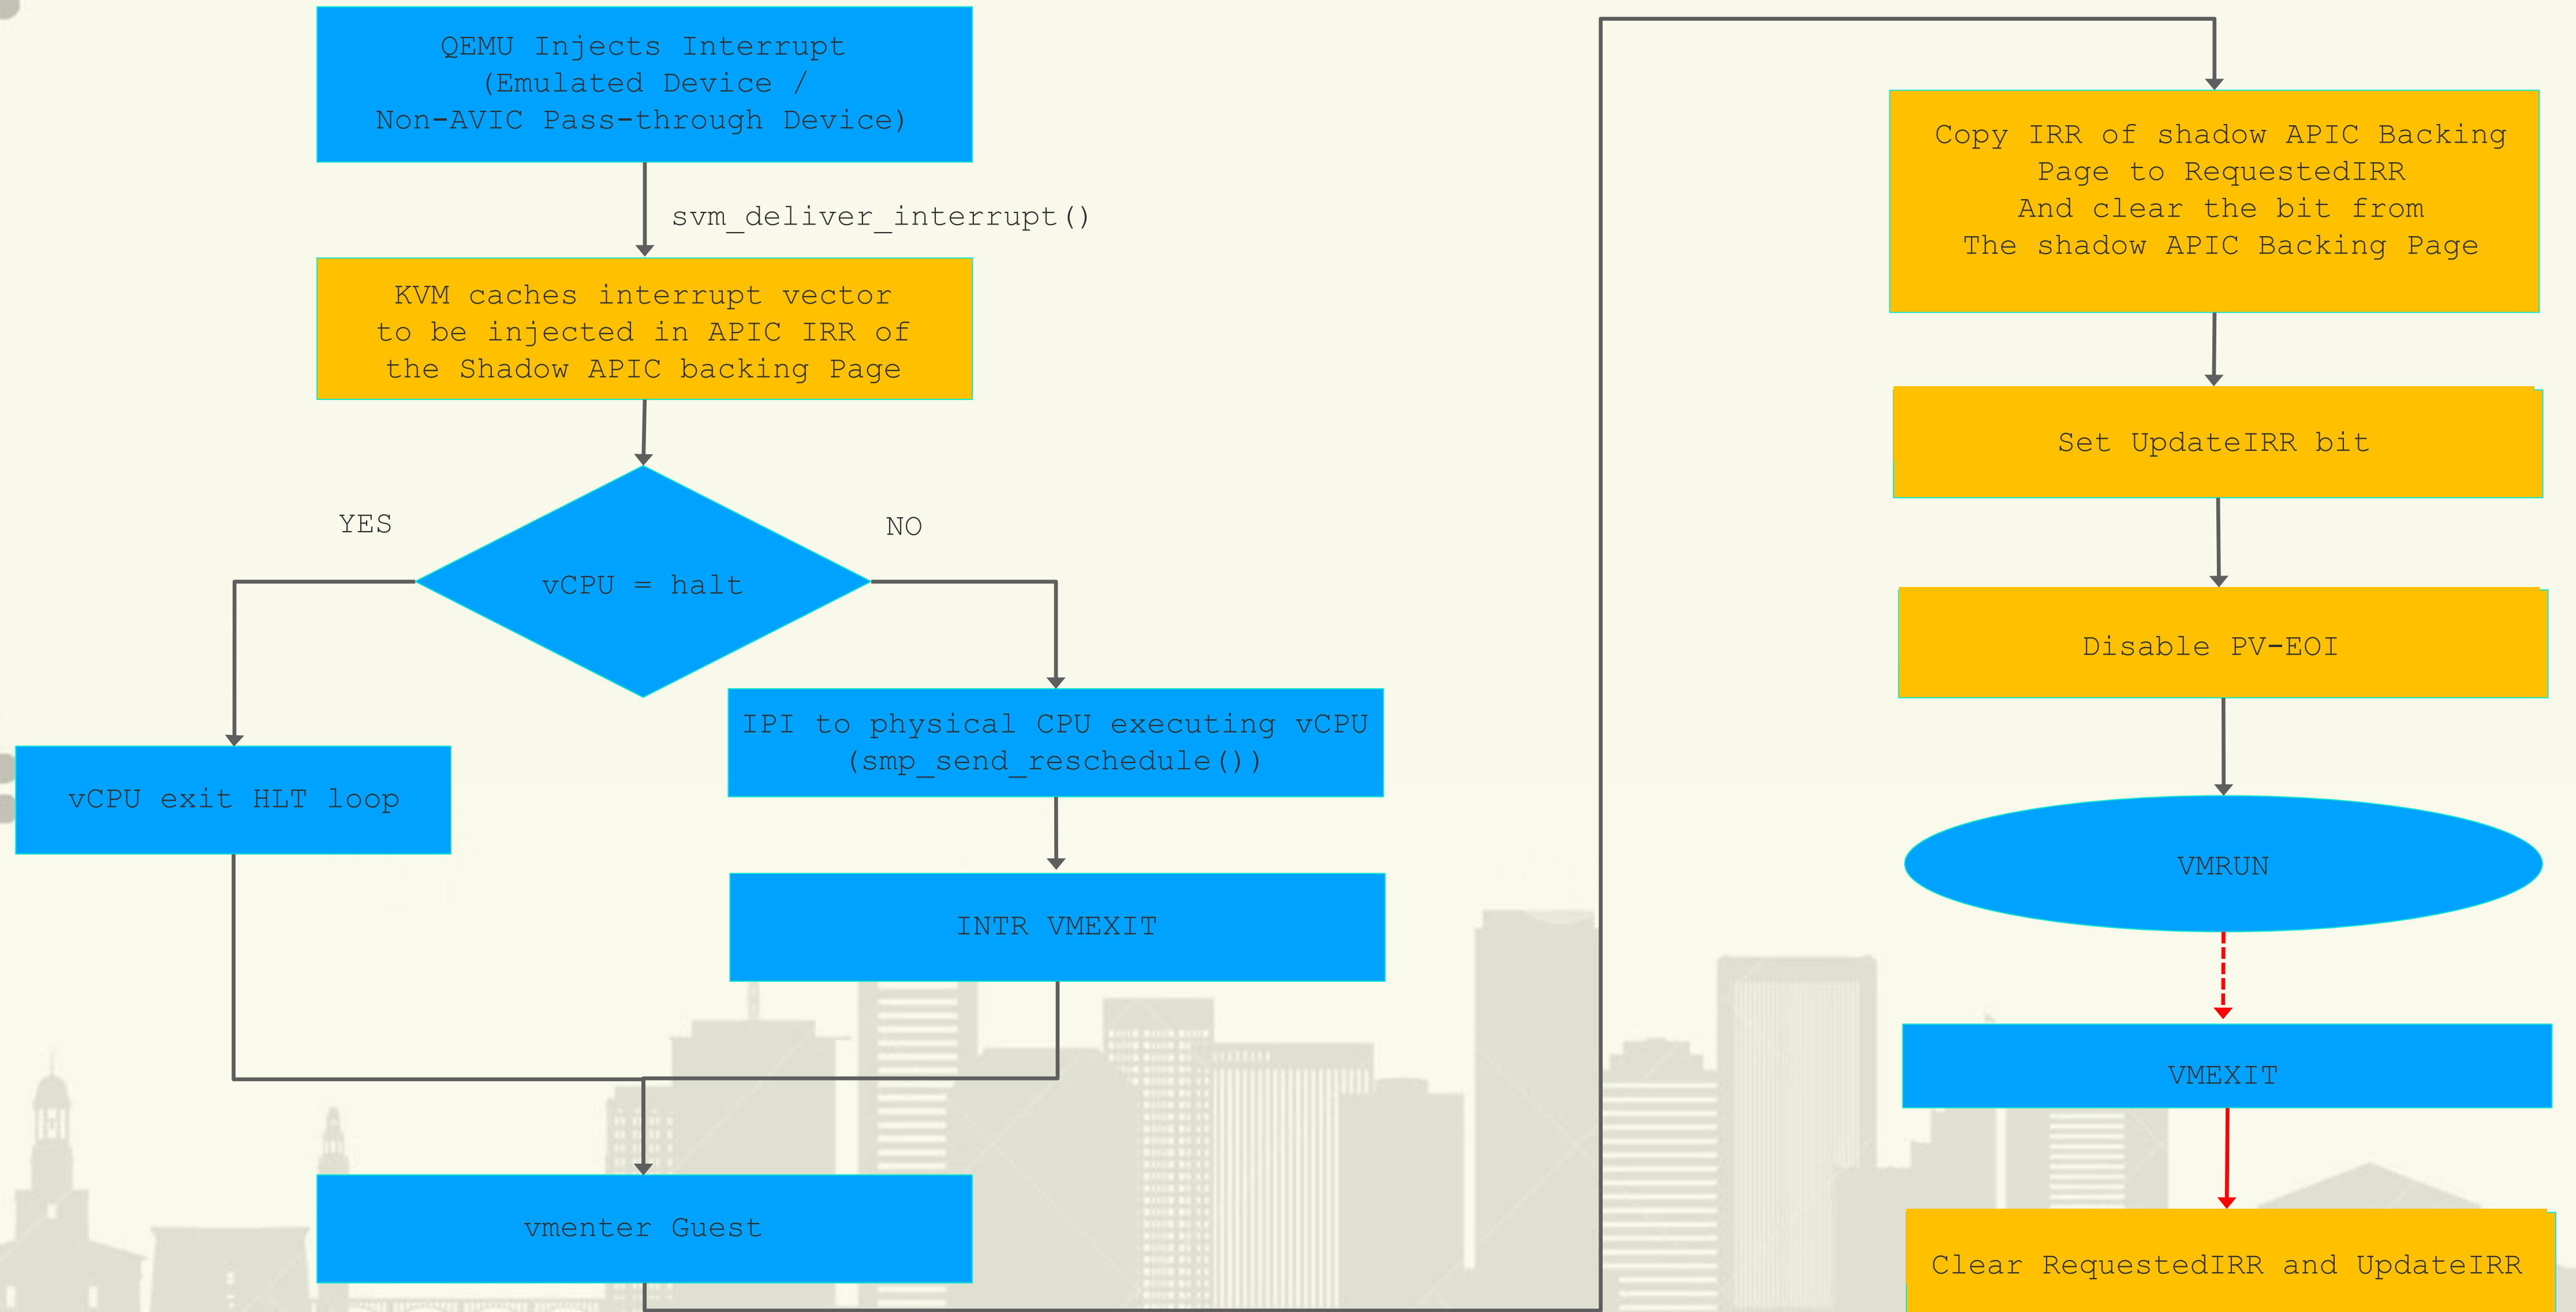 QEMU Injects Interrupt
(Emulated Device /
Non-AVIC Pass-through Device)
svm_deliver_interrupt()
KVM caches interrupt vector
to be injected in APIC IRR of
the Shadow APIC backing Page
YES
NO
vCPU = halt
IPI to physical CPU executing vCPU
(smp_send_reschedule())
vCPU exit HLT loop
INTR VMEXIT
vmenter Guest
Copy IRR of shadow APIC Backing
Page to RequestedIRR
And clear the bit from
The shadow APIC Backing Page
Set UpdateIRR bit
Disable PV-EOI
VMRUN
VMEXIT
Clear RequestedIRR and UpdateIRR